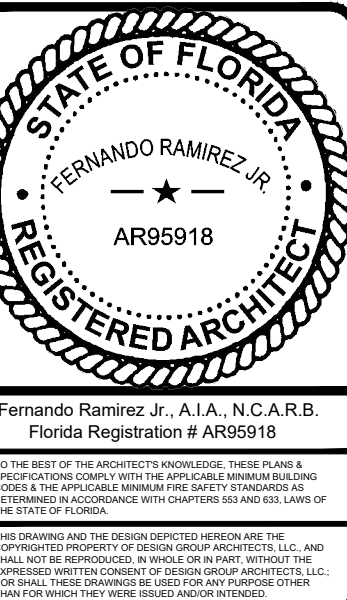 STATE OF FLORIDA
FERNANDO RAMIREZ JR.
AR95918
REGISTERED ARCHITECT
Fernando Ramirez Jr., A.I.A., N.C.A.R.B.
Florida Registration # AR95918
O THE BEST OF THE ARCHITECT'S KNOWLEDGE, THESE PLANS &
PECIFICATIONS COMPLY WITH THE APPLICABLE MINIMUM BUILDING
ODES & THE APPLICABLE MINIMUM FIRE SAFETY STANDARDS AS
ETERMINED IN ACCORDANCE WITH CHAPTERS 553 AND 633, LAWS OF
HE STATE OF FLORIDA.
HIS DRAWING AND THE DESIGN DEPICTED HEREON ARE THE
OPYRIGHTED PROPERTY OF DESIGN GROUP ARCHITECTS, LLC., AND
HALL NOT BE REPRODUCED, IN WHOLE OR IN PART, WITHOUT THE
XPRESSED WRITTEN CONSENT OF DESIGN GROUP ARCHITECTS, LLC.;
OR SHALL THESE DRAWINGS BE USED FOR ANY PURPOSE OTHER
HAN FOR WHICH THEY WERE ISSUED AND/OR INTENDED.